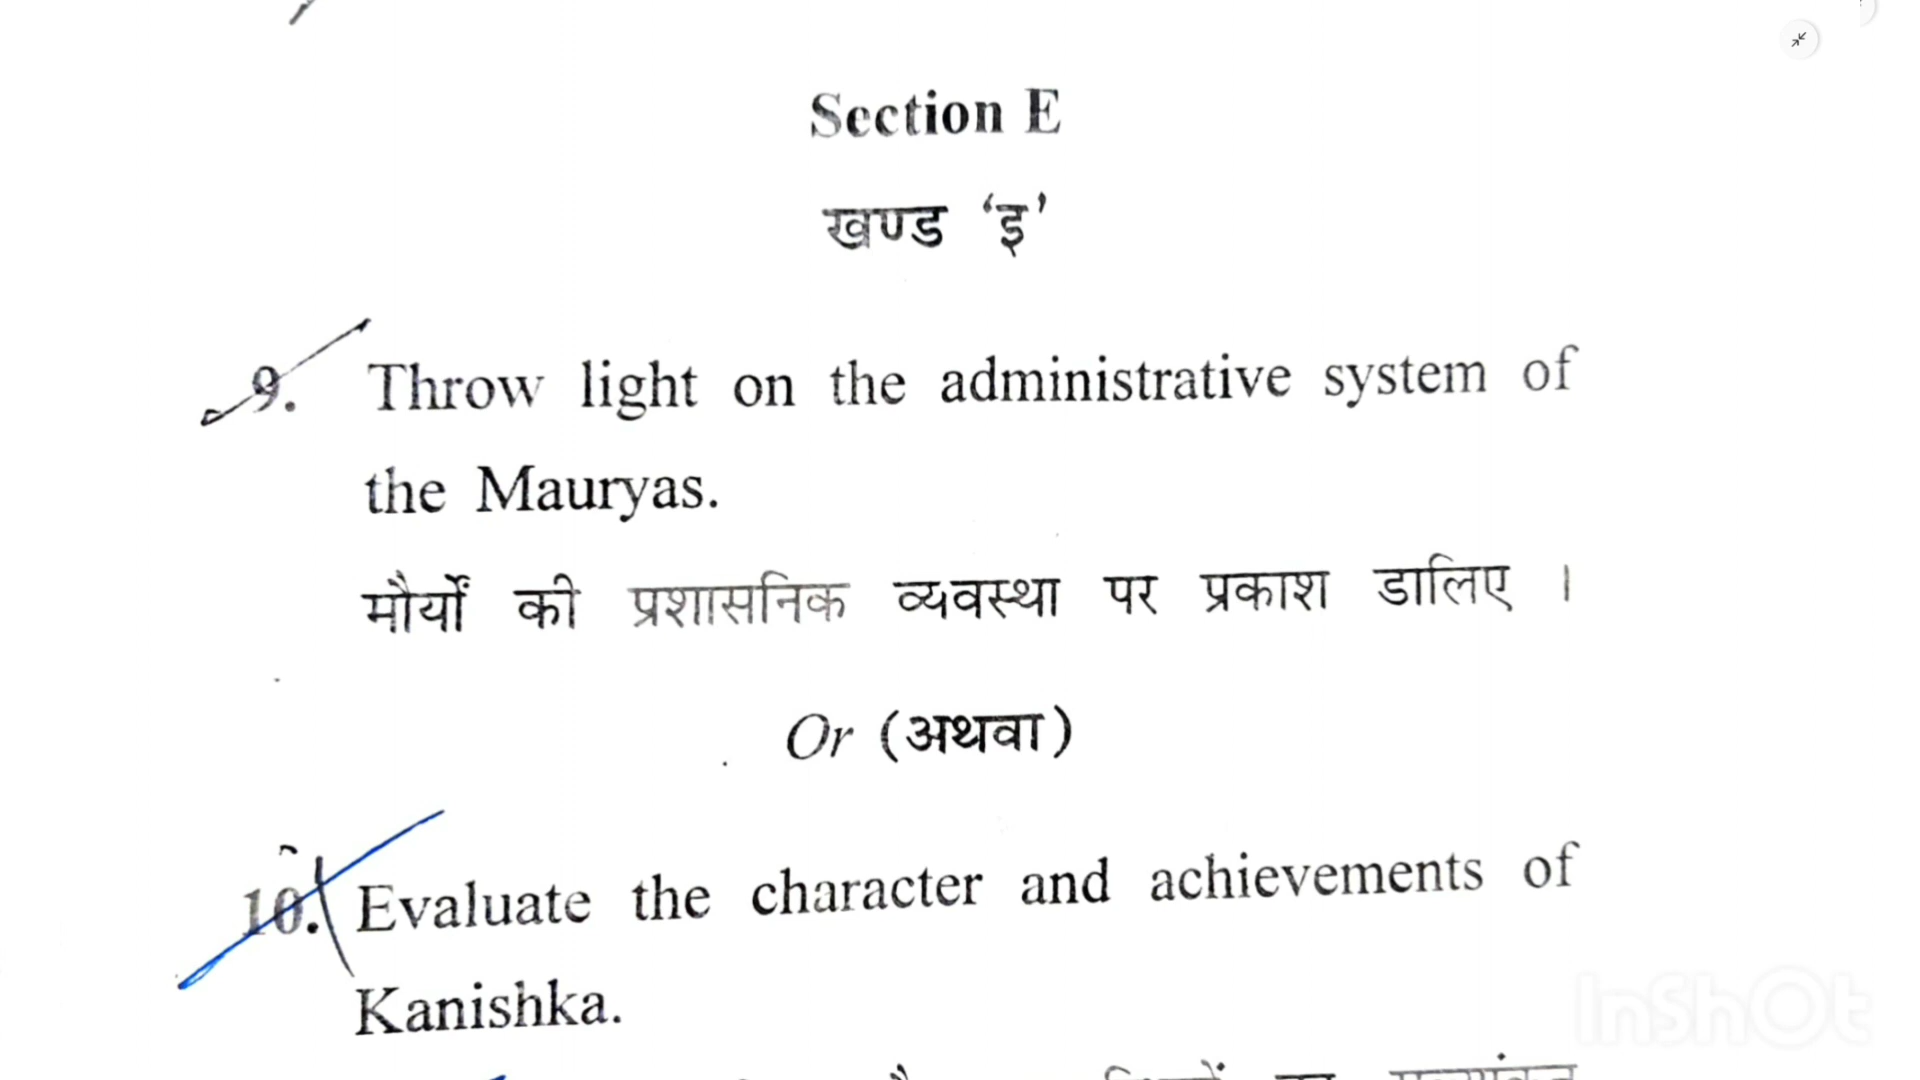 Section E
खण्ड ‘इ’
9. Throw light on the administrative system of
the Mauryas.
मौर्यों की प्रशासनिक व्यवस्था पर प्रकाश डालिए ।
Or (अथवा)
10. Evaluate the character and achievements of
Kanishka.
InShOt